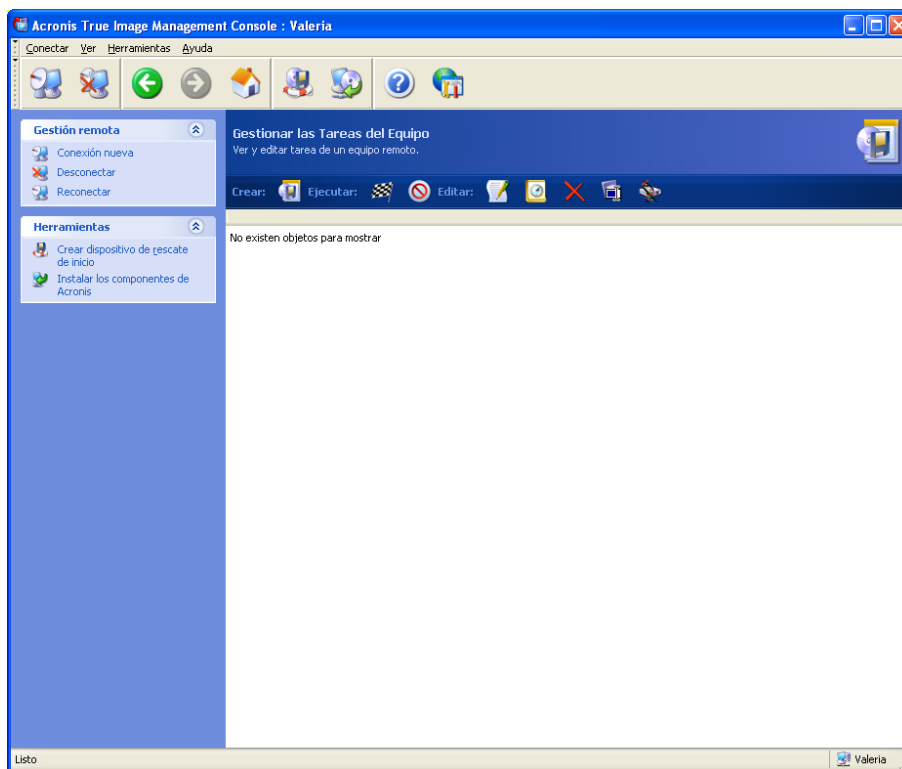 Acronis True Image Management Console : Valeria
Conectar Ver Herramientas Ayuda
Gestión remota
Conexión nueva
Desconectar
Reconectar
Herramientas
Crear dispositivo de rescate
de inicio
Instalar los componentes de
Acronis
Gestionar las Tareas del Equipo
Ver y editar tarea de un equipo remoto.
Crear: Ejecutar: Editar:
No existen objetos para mostrar
Listo Valeria